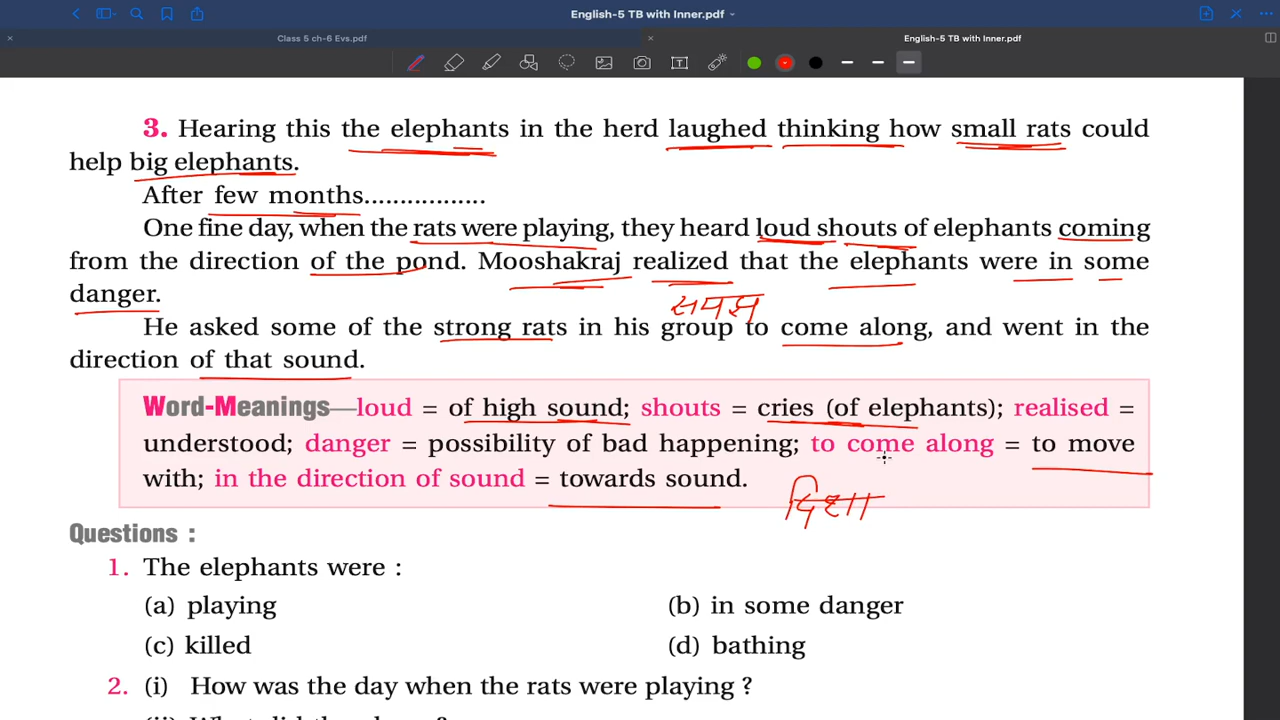 English-5 TB with Inner.pdf
Class 5 ch-6 Evs.pdf
English-5 TB with Inner.pdf
3. Hearing this the elephants in the herd laughed thinking how small rats could
help big elephants.
After few months.................
One fine day, when the rats were playing, they heard loud shouts of elephants coming
from the direction of the pond. Mooshakraj realized that the elephants were in some
danger.
समझ
He asked some of the strong rats in his group to come along, and went in the
direction of that sound.
Word-Meanings—loud = of high sound; shouts = cries (of elephants); realised =
understood; danger = possibility of bad happening; to come along = to move
with; in the direction of sound = towards sound.
दिशा
Questions :
1. The elephants were :
(a) playing (b) in some danger
(c) killed (d) bathing
2. (i) How was the day when the rats were playing ?